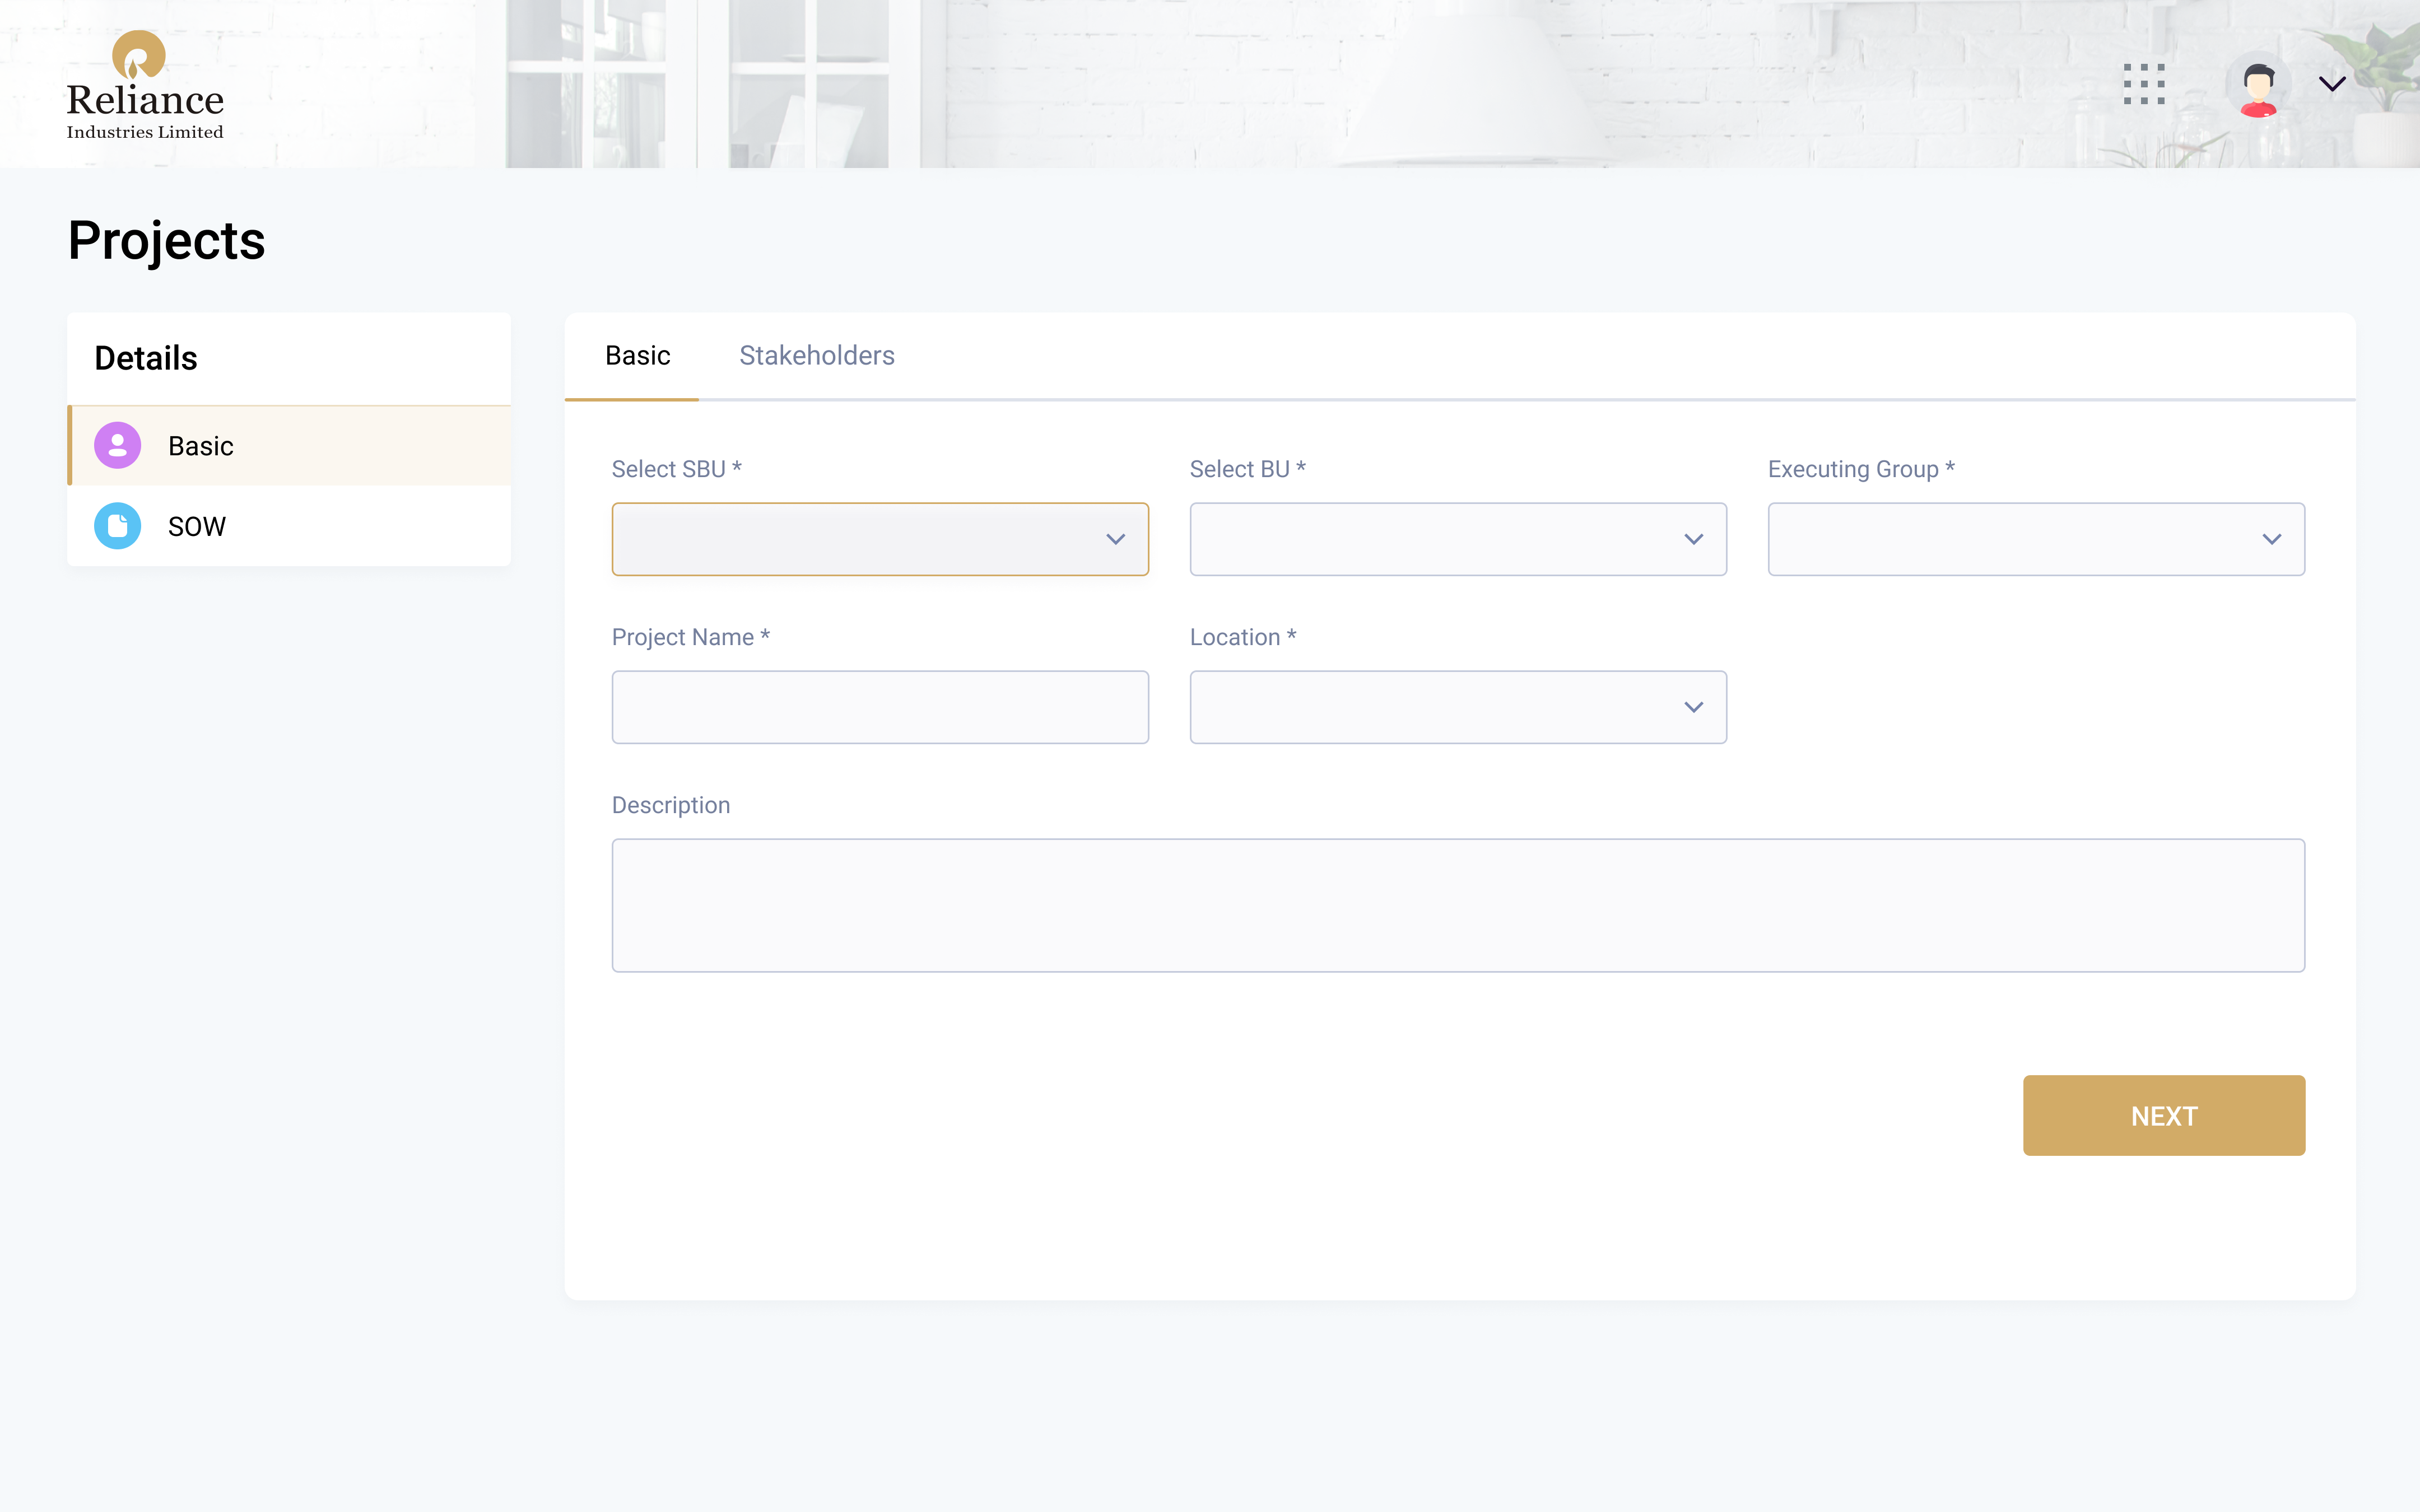 Reliance
Industries Limited
Projects
Details
Basic
SOW
Basic
Stakeholders
Select SBU *
Select BU *
Executing Group *
Project Name *
Location *
Description
NEXT